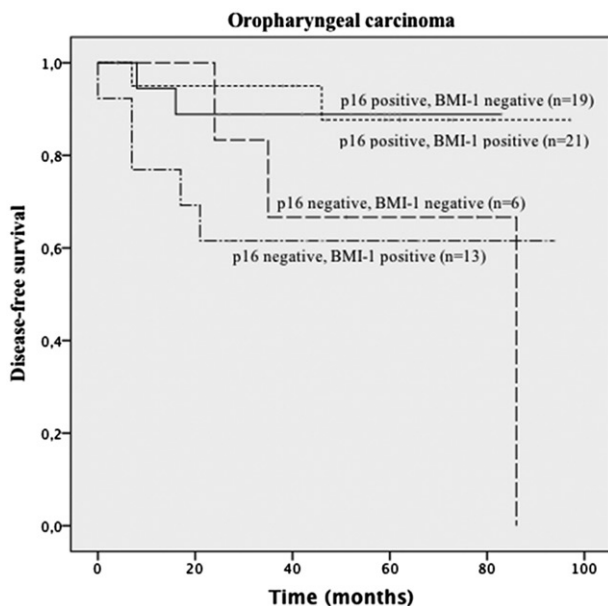 Oropharyngeal carcinoma
Disease-free survival
1,0
0,8
0,6
0,4
0,2
0,0
p16 positive, BMI-1 negative (n=19)
p16 positive, BMI-1 positive (n=21)
p16 negative, BMI-1 negative (n=6)
p16 negative, BMI-1 positive (n=13)
0 20 40 60 80 100
Time (months)